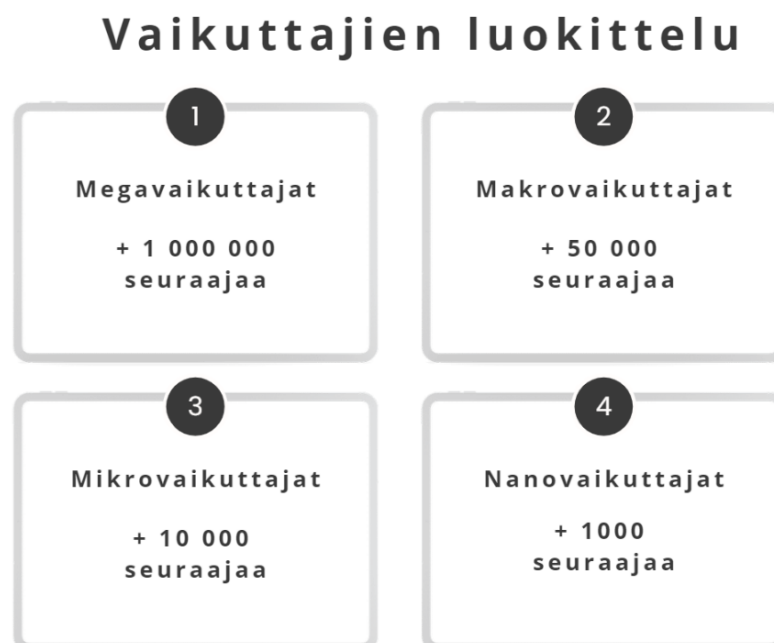 Vaikuttajien luokittelu
1
Megavaikuttajat
+ 1 000 000
seuraajaa
2
Makrovaikuttajat
+ 50 000
seuraajaa
3
Mikrovaikuttajat
+ 10 000
seuraajaa
4
Nanovaikuttajat
+ 1000
seuraajaa